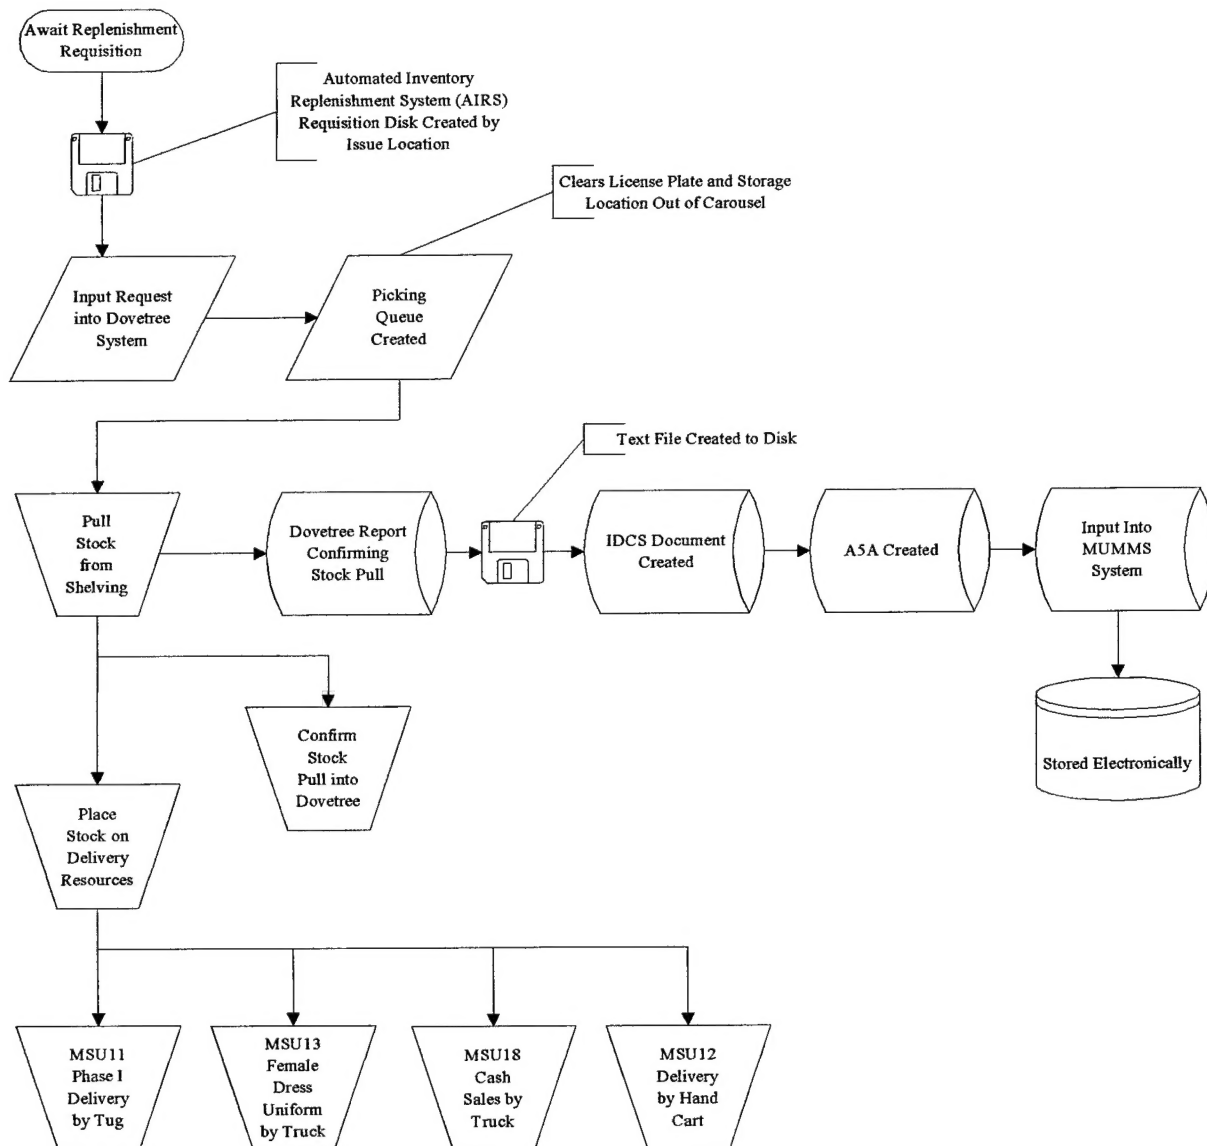 Await Replenishment
Requisition
Automated Inventory
Replenishment System (AIRS)
Requisition Disk Created by
Issue Location
Clears License Plate and Storage
Location Out of Carousel
Input Request
into Dovetree
System
Picking
Queue
Created
Text File Created to Disk
Pull
Stock
from
Shelving
Dovetree Report
Confirming
Stock Pull
IDCS Document
Created
A5A Created
Input Into
MUMMS
System
Confirm
Stock
Pull into
Dovetree
Stored Electronically
Place
Stock on
Delivery
Resources
MSU11
Phase I
Delivery
by Tug
MSU13
Female
Dress
Uniform
by Truck
MSU18
Cash
Sales by
Truck
MSU12
Delivery
by Hand
Cart